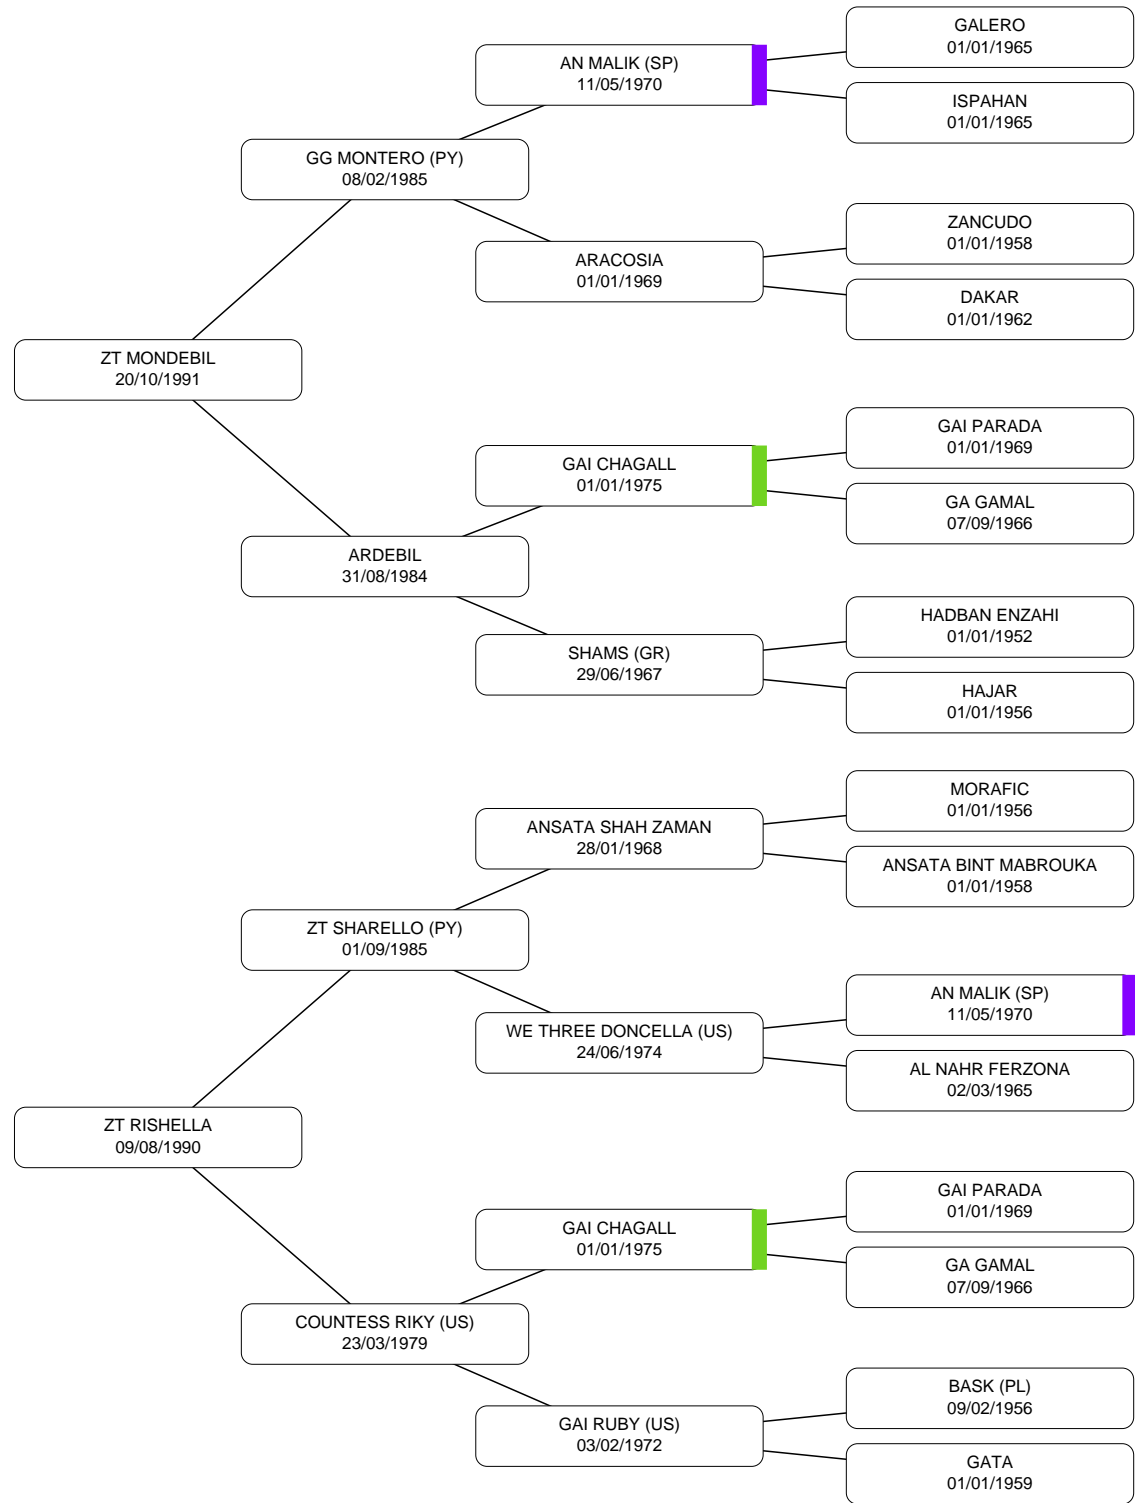 GALERO
01/01/1965
AN MALIK (SP)
11/05/1970
ISPAHAN
01/01/1965
GG MONTERO (PY)
08/02/1985
ZANCUDO
01/01/1958
ARACOSIA
01/01/1969
DAKAR
01/01/1962
ZT MONDEBIL
20/10/1991
GAI PARADA
01/01/1969
GAI CHAGALL
01/01/1975
GA GAMAL
07/09/1966
ARDEBIL
31/08/1984
HADBAN ENZAHI
01/01/1952
SHAMS (GR)
29/06/1967
HAJAR
01/01/1956
MORAFIC
01/01/1956
ANSATA SHAH ZAMAN
28/01/1968
ANSATA BINT MABROUKA
01/01/1958
ZT SHARELLO (PY)
01/09/1985
AN MALIK (SP)
11/05/1970
WE THREE DONCELLA (US)
24/06/1974
AL NAHR FERZONA
02/03/1965
ZT RISHELLA
09/08/1990
GAI PARADA
01/01/1969
GAI CHAGALL
01/01/1975
GA GAMAL
07/09/1966
COUNTESS RIKY (US)
23/03/1979
BASK (PL)
09/02/1956
GAI RUBY (US)
03/02/1972
GATA
01/01/1959